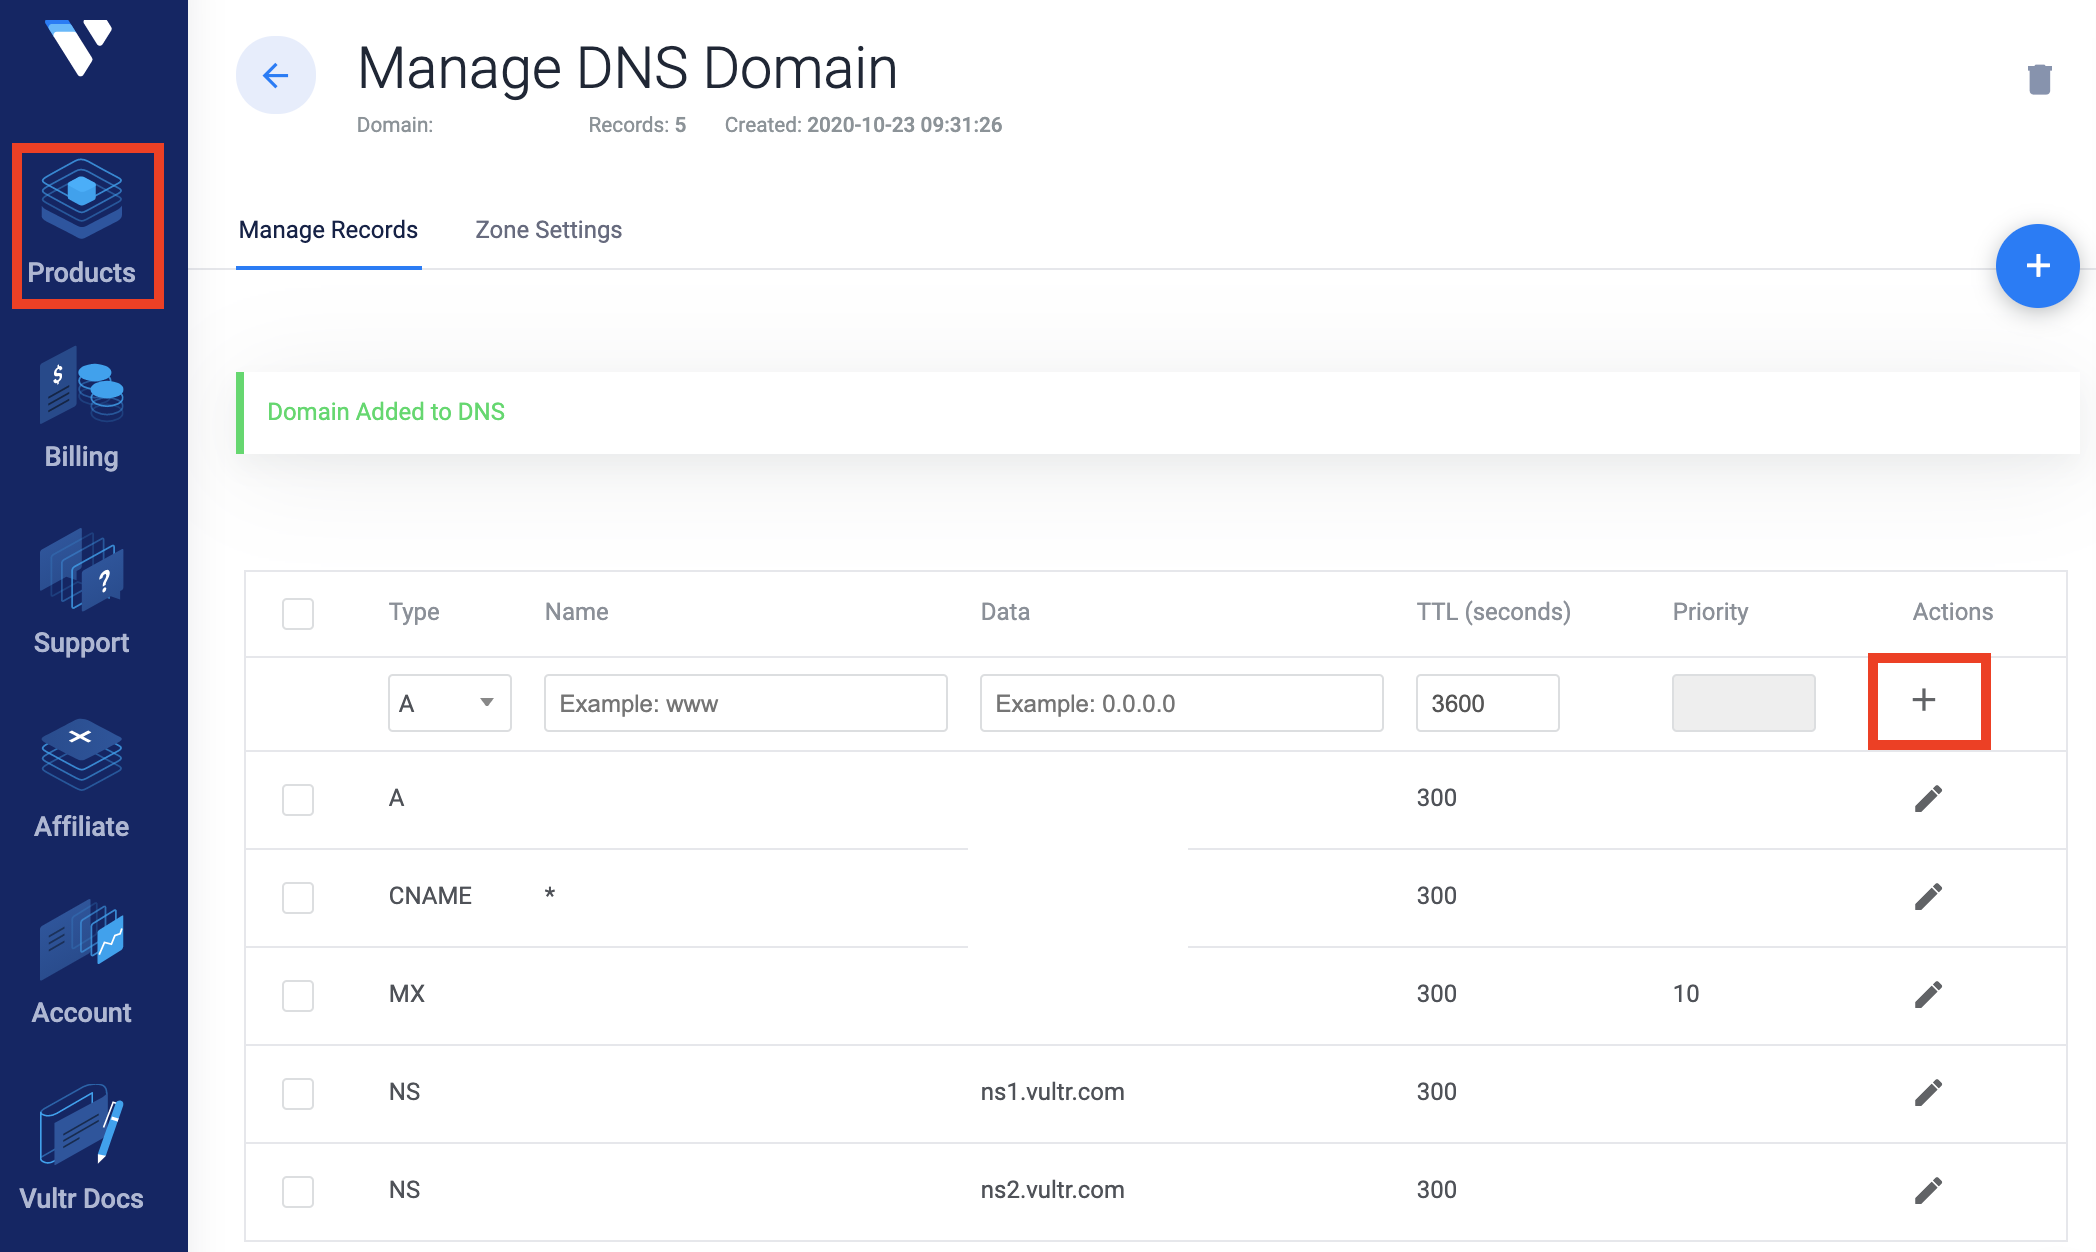 Manage DNS Domain
Domain: Records: 5 Created: 2020-10-23 09:31:26
Products
Manage Records Zone Settings
+
Domain Added to DNS
$
Billing
?
Support
Affiliate
Account
Vultr Docs
Type Name Data TTL (seconds) Priority Actions
A Example: www Example: 0.0.0.0 3600 +
A 300
CNAME * 300
MX 300 10
NS ns1.vultr.com 300
NS ns2.vultr.com 300